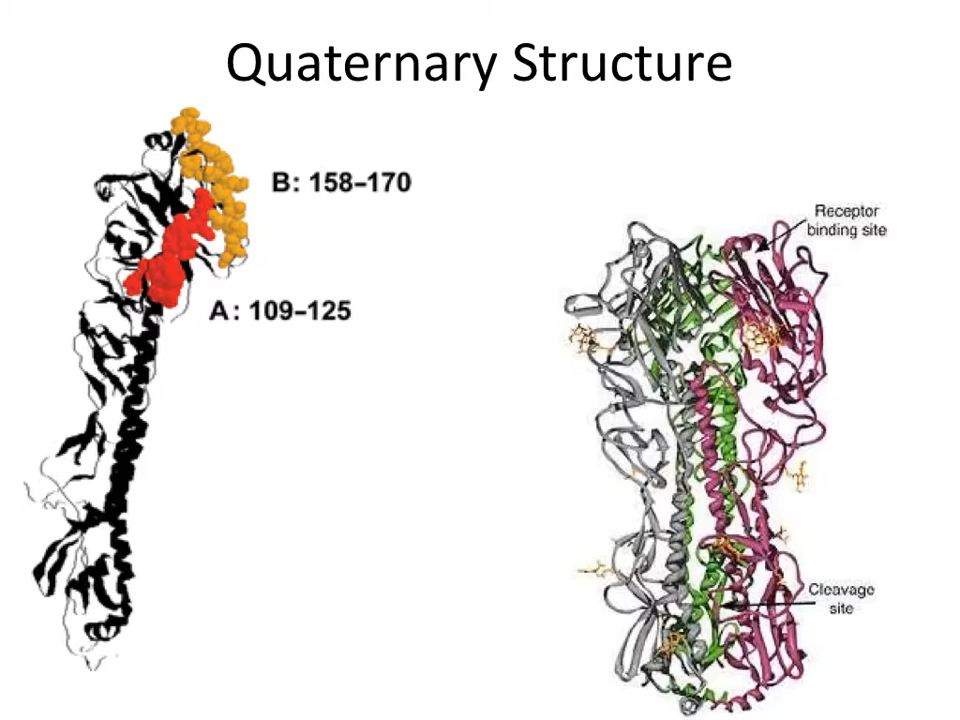 Quaternary Structure
B: 158–170
A: 109–125
Receptor
binding site
Cleavage
site